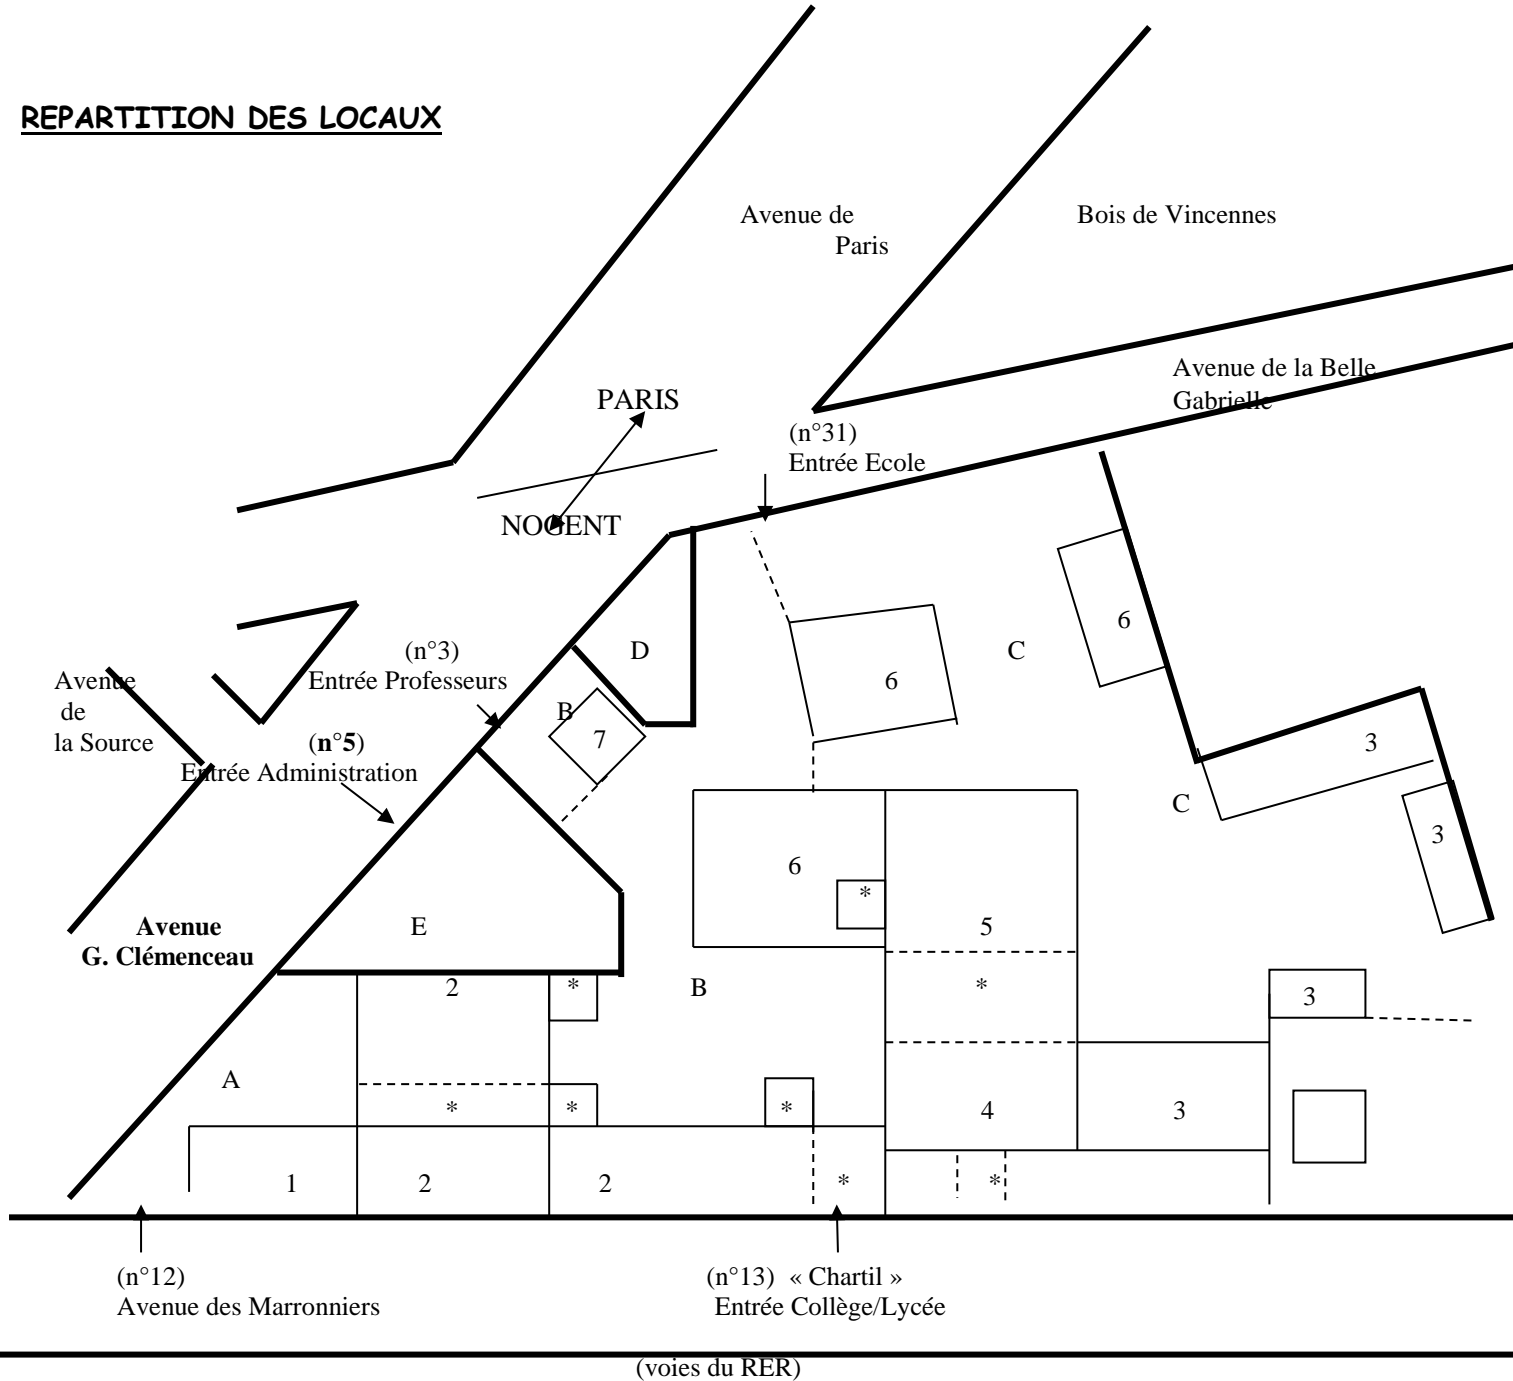 REPARTITION DES LOCAUX
Avenue de
Paris
Bois de Vincennes
Avenue de la Belle
Gabrielle
PARIS
(n°31)
Entrée Ecole
NOGENT
6
(n°3)
Entrée Professeurs
D
C
6
Avenue
de
la Source
B
7
(n°5)
Entrée Administration
3
C
3
6
*
Avenue
G. Clémenceau
E
5
2
*
B
*
3
A
*
*
*
4
3
1
2
2
*
*
(n°12)
Avenue des Marronniers
(n°13) « Chartil »
Entrée Collège/Lycée
(voies du RER)